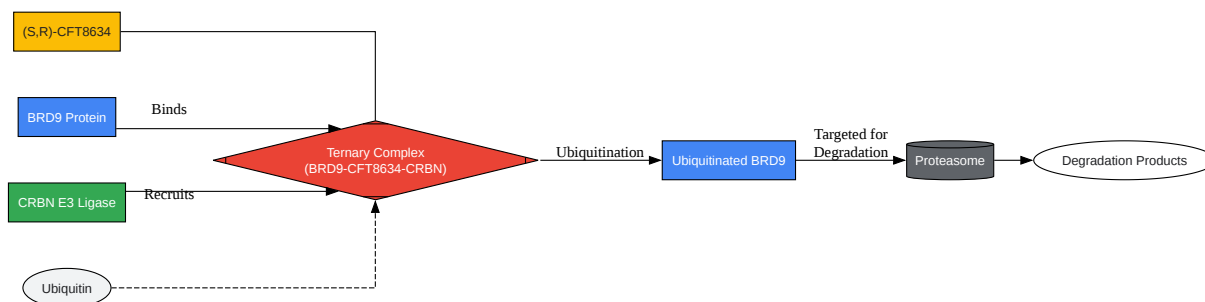 (S,R)-CFT8634
BRD9 Protein
Binds
CRBN E3 Ligase
Recruits
Ubiquitin
Ternary Complex
(BRD9-CFT8634-CRBN)
Ubiquitination
Ubiquitinated BRD9
Targeted for
Degradation
Proteasome
Degradation Products